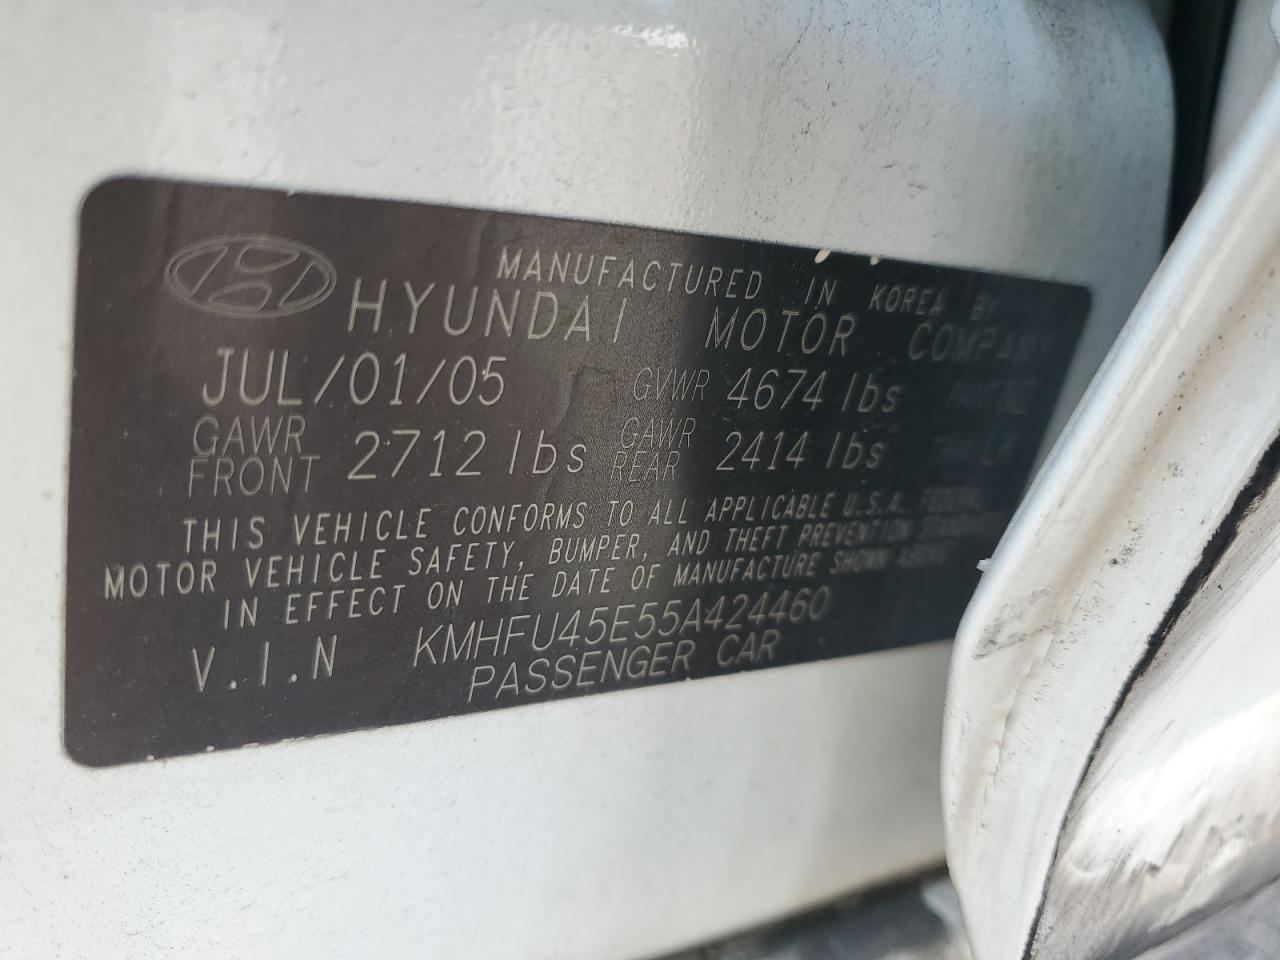 MANUFACTURED IN KOREA BY
HYUNDAI MOTOR COMPANY
JUL/01/05 GVWR 4674 lbs
GAWR FRONT 2712 lbs GAWR REAR 2414 lbs
THIS VEHICLE CONFORMS TO ALL APPLICABLE U.S.A. FEDERAL
MOTOR VEHICLE SAFETY, BUMPER, AND THEFT PREVENTION STANDARDS
IN EFFECT ON THE DATE OF MANUFACTURE SHOWN ABOVE
V.I.N KMHFU45E55A424460
PASSENGER CAR